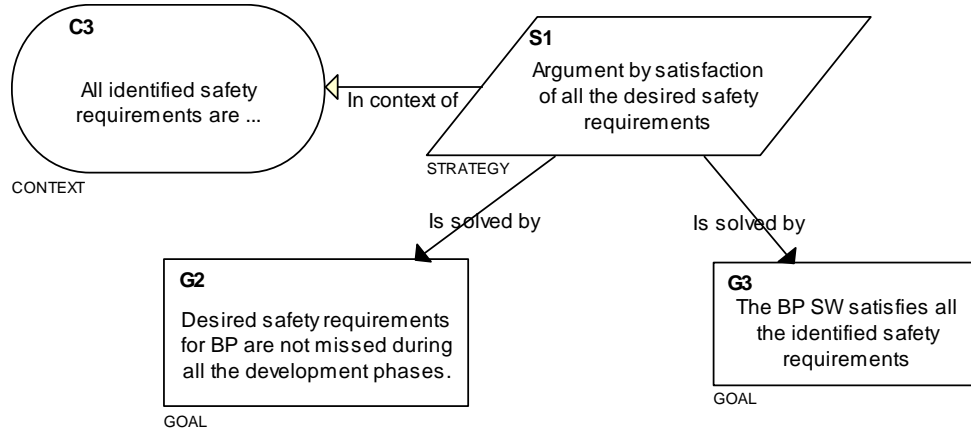 C3
All identified safety
requirements are ...
CONTEXT
In context of
S1
Argument by satisfaction
of all the desired safety
requirements
STRATEGY
Is solved by
Is solved by
G2
Desired safety requirements
for BP are not missed during
all the development phases.
GOAL
G3
The BP SW satisfies all
the identified safety
requirements
GOAL